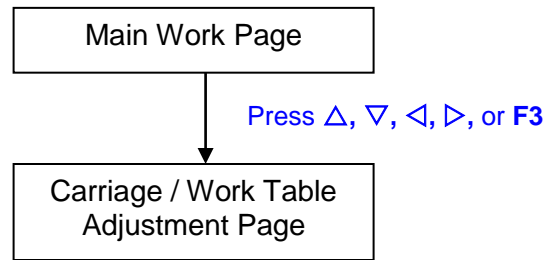 Main Work Page
Press △, ▽, ◁, ▷, or F3
Carriage / Work Table
Adjustment Page